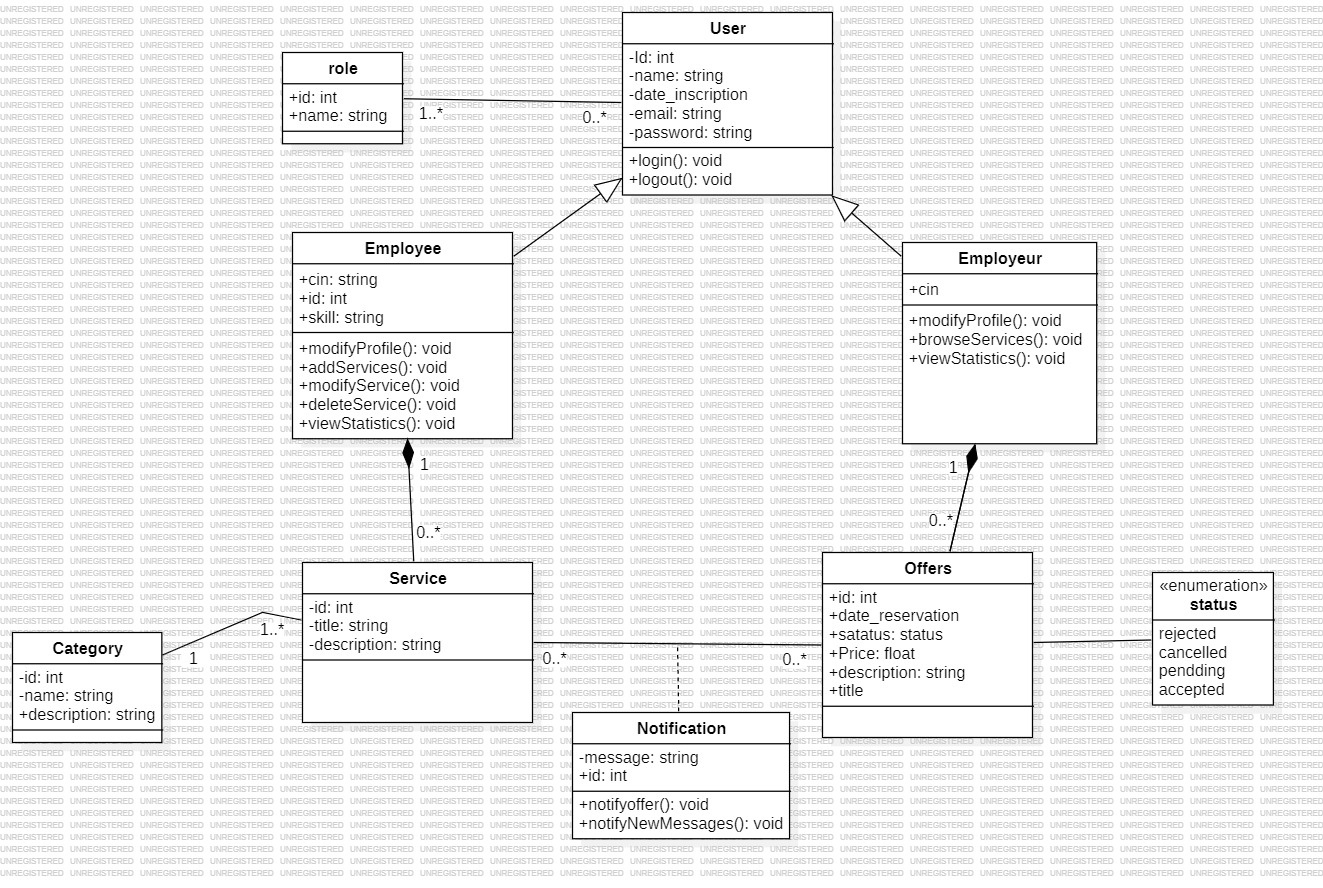 User
-Id: int
-name: string
-date_inscription
-email: string
-password: string
+login(): void
+logout(): void
role
+id: int
+name: string
1..*
0..*
Employee
+cin: string
+id: int
+skill: string
+modifyProfile(): void
+addServices(): void
+modifyService(): void
+deleteService(): void
+viewStatistics(): void
Employeur
+cin
+modifyProfile(): void
+browseServices(): void
+viewStatistics(): void
1
0..*
1
0..*
Service
-id: int
-title: string
-description: string
Offers
+id: int
+date_reservation
+satatus: status
+Price: float
+description: string
+title
«enumeration»
status
rejected
cancelled
pendding
accepted
Category
-id: int
-name: string
+description: string
1
1..*
0..*
0..*
Notification
-message: string
+id: int
+notifyoffer(): void
+notifyNewMessages(): void
UNREGISTERED